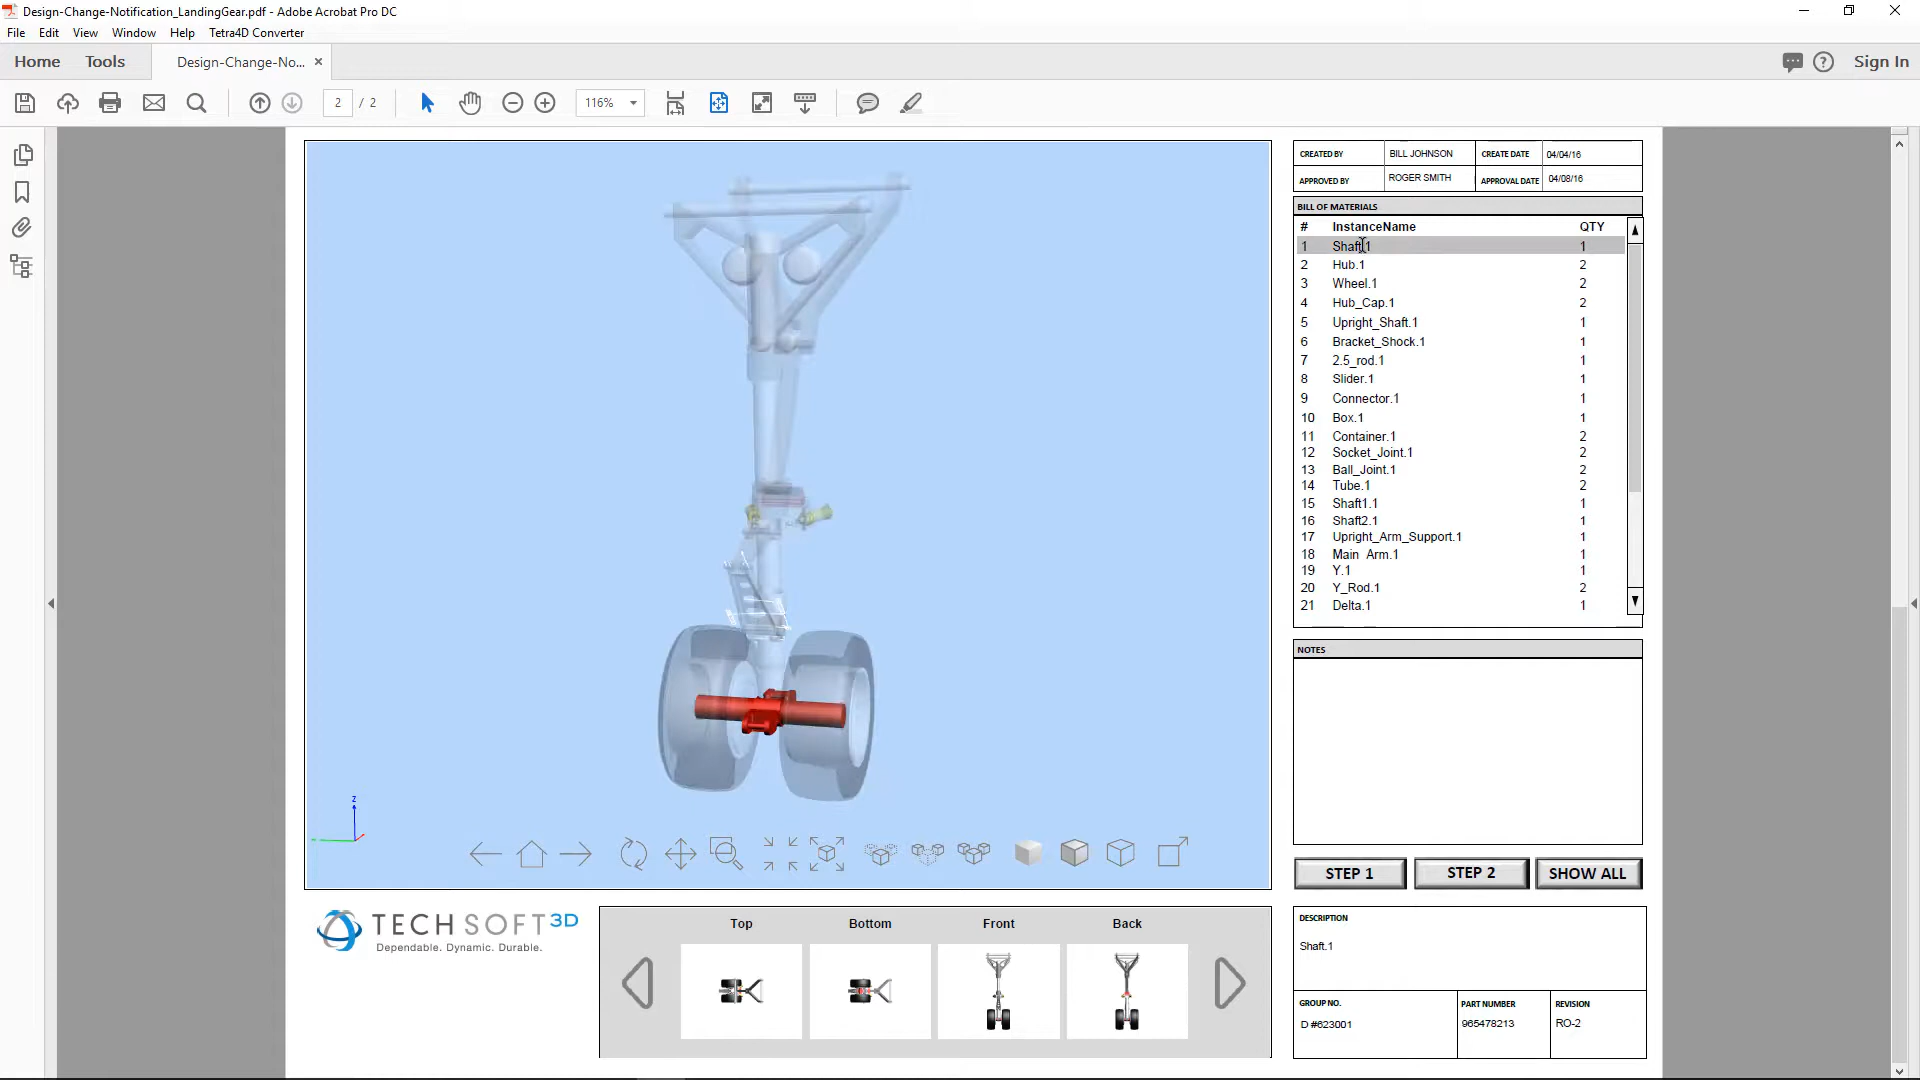 Design-Change-Notification_LandingGear.pdf - Adobe Acrobat Pro DC
File Edit View Window Help Tetra4D Converter
Home Tools Design-Change-No... × Sign In
2 / 2 116%
CREATED BY BILL JOHNSON CREATE DATE 04/04/16
APPROVED BY ROGER SMITH APPROVAL DATE 04/08/16
BILL OF MATERIALS
# InstanceName QTY
1 Shaft.1 1
2 Hub.1 2
3 Wheel.1 2
4 Hub_Cap.1 2
5 Upright_Shaft.1 1
6 Bracket_Shock.1 1
7 2.5_rod.1 1
8 Slider.1 1
9 Connector.1 1
10 Box.1 1
11 Container.1 2
12 Socket_Joint.1 2
13 Ball_Joint.1 2
14 Tube.1 2
15 Shaft1.1 1
16 Shaft2.1 1
17 Upright_Arm_Support.1 1
18 Main Arm.1 1
19 Y.1 1
20 Y_Rod.1 2
21 Delta.1 1
NOTES
z
STEP 1 STEP 2 SHOW ALL
TECH SOFT 3D
Dependable. Dynamic. Durable.
Top Bottom Front Back
DESCRIPTION
Shaft.1
GROUP NO. PART NUMBER REVISION
D #623001 965478213 RO-2